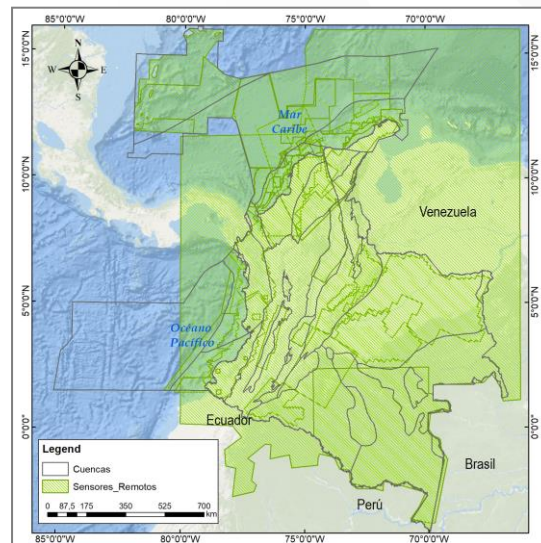 85°0'0"W 80°0'0"W 75°0'0"W 70°0'0"W
15°0'0"N
15°0'0"N
N
W E
S
Mar
Caribe
10°0'0"N
10°0'0"N
Venezuela
5°0'0"N
5°0'0"N
Océano
Pacífico
0°0'0"
0°0'0"
Ecuador
Brasil
Perú
Legend
Cuencas
Sensores_Remotos
0 87,5 175 350 525 700
km
85°0'0"W 80°0'0"W 75°0'0"W 70°0'0"W